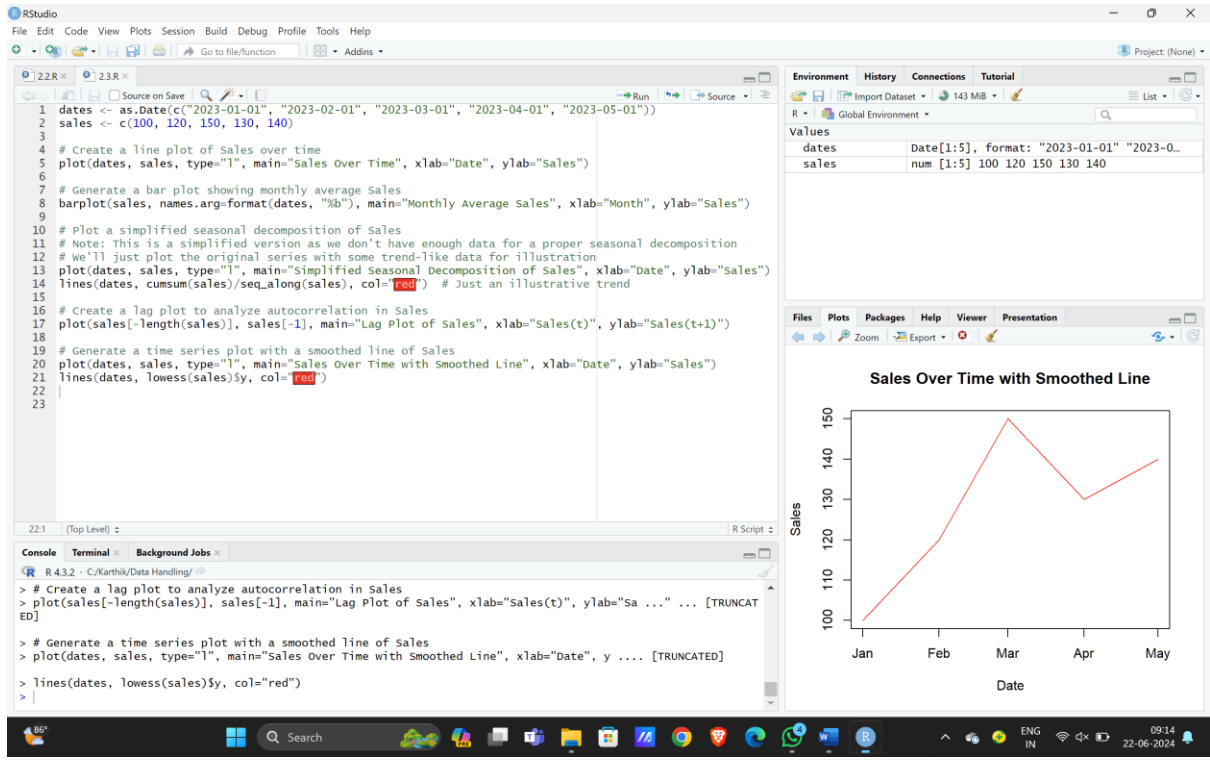 RStudio
File Edit Code View Plots Session Build Debug Profile Tools Help
Go to file/function Addins Project: (None)
2.2.R 2.3.R
Source on Save Run Source
1 dates <- as.Date(c("2023-01-01", "2023-02-01", "2023-03-01", "2023-04-01", "2023-05-01"))
2 sales <- c(100, 120, 150, 130, 140)
3
4 # Create a line plot of Sales over time
5 plot(dates, sales, type="l", main="Sales Over Time", xlab="Date", ylab="Sales")
6
7 # Generate a bar plot showing monthly average Sales
8 barplot(sales, names.arg=format(dates, "%b"), main="Monthly Average Sales", xlab="Month", ylab="Sales")
9
10 # Plot a simplified seasonal decomposition of Sales
11 # Note: This is a simplified version as we don't have enough data for a proper seasonal decomposition
12 # We'll just plot the original series with some trend-like data for illustration
13 plot(dates, sales, type="l", main="Simplified Seasonal Decomposition of Sales", xlab="Date", ylab="Sales")
14 lines(dates, cumsum(sales)/seq_along(sales), col="red") # Just an illustrative trend
15
16 # Create a lag plot to analyze autocorrelation in Sales
17 plot(sales[-length(sales)], sales[-1], main="Lag Plot of Sales", xlab="Sales(t)", ylab="Sales(t+1)")
18
19 # Generate a time series plot with a smoothed line of Sales
20 plot(dates, sales, type="l", main="Sales Over Time with Smoothed Line", xlab="Date", ylab="Sales")
21 lines(dates, lowess(sales)$y, col="red")
22
23
22:1 (Top Level) R Script
Console Terminal Background Jobs
R 4.3.2 · C:/Karthik/Data Handling/
> # Create a lag plot to analyze autocorrelation in Sales
> plot(sales[-length(sales)], sales[-1], main="Lag Plot of Sales", xlab="Sales(t)", ylab="Sa ..." ... [TRUNCAT
ED]
> # Generate a time series plot with a smoothed line of Sales
> plot(dates, sales, type="l", main="Sales Over Time with Smoothed Line", xlab="Date", y .... [TRUNCATED]
> lines(dates, lowess(sales)$y, col="red")
>
Environment History Connections Tutorial
Import Dataset 143 MiB List
R Global Environment
Values
dates Date[1:5], format: "2023-01-01" "2023-0…
sales num [1:5] 100 120 150 130 140
Files Plots Packages Help Viewer Presentation
Zoom Export
Sales Over Time with Smoothed Line
150
140
130
120
110
100
Sales
Jan Feb Mar Apr May
Date
86°
Search
PRE
4
ENG
IN
09:14
22-06-2024